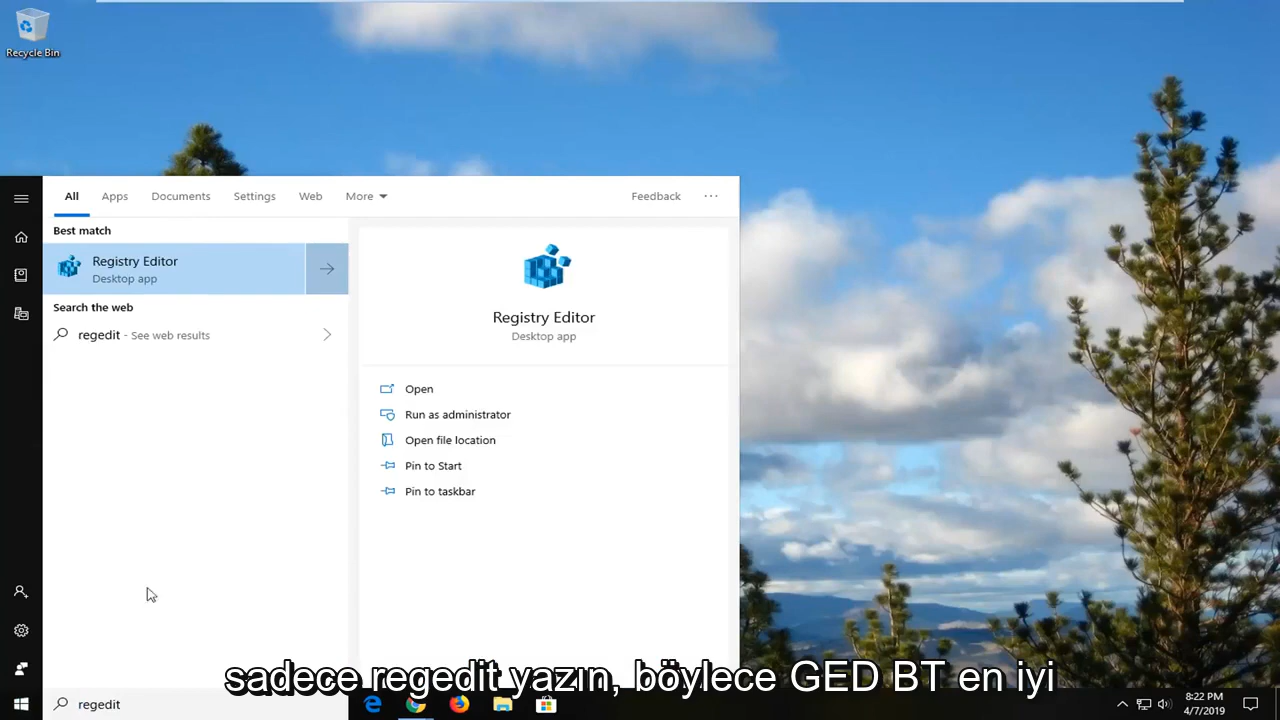 Recycle Bin
All Apps Documents Settings Web More Feedback ...
Best match
Registry Editor
Desktop app
Search the web
regedit - See web results
Registry Editor
Desktop app
Open
Run as administrator
Open file location
Pin to Start
Pin to taskbar
sadece regedit yazın, böylece GED BT en iyi
regedit
8:22 PM
4/7/2019